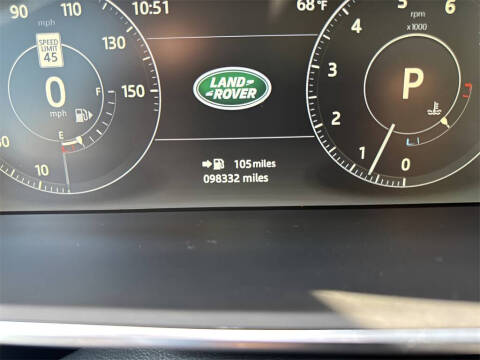 10:51
68°F
mph
90
110
130
150
10
SPEED
LIMIT
45
0
mph
F
E
LAND
ROVER
105 miles
098332 miles
rpm
x1000
0
1
2
3
4
5
6
P